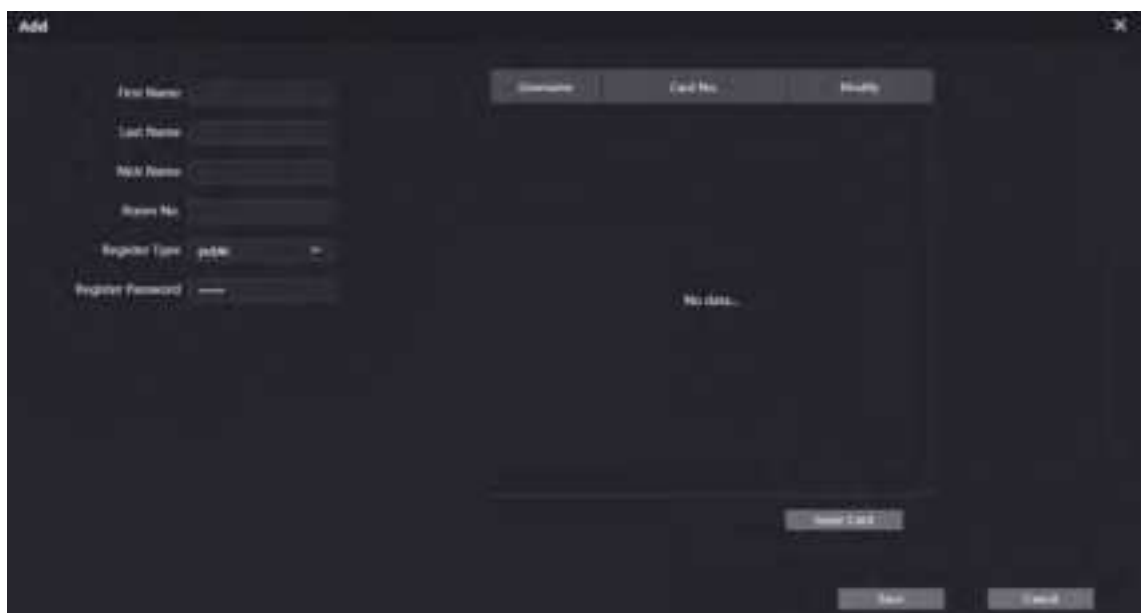 Add
First Name
Last Name
Nick Name
Room No.
Register Type public
Register Password
Username Card No. Modify
No data...
Issue Card
Save Cancel